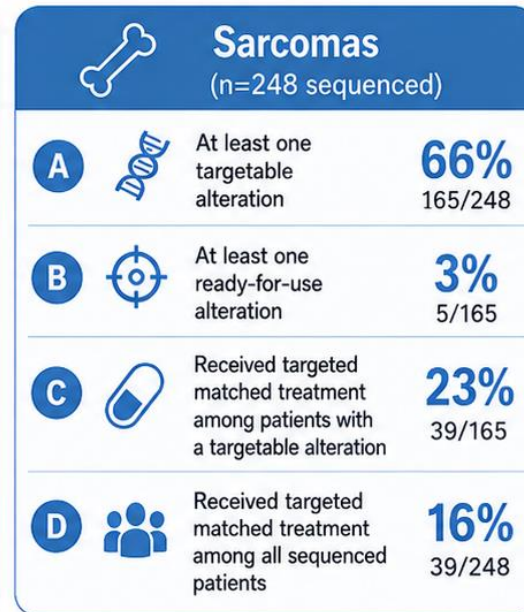 Sarcomas
(n=248 sequenced)
A
At least one
targetable
alteration
66%
165/248
B
At least one
ready-for-use
alteration
3%
5/165
C
Received targeted
matched treatment
among patients with
a targetable alteration
23%
39/165
D
Received targeted
matched treatment
among all sequenced
patients
16%
39/248